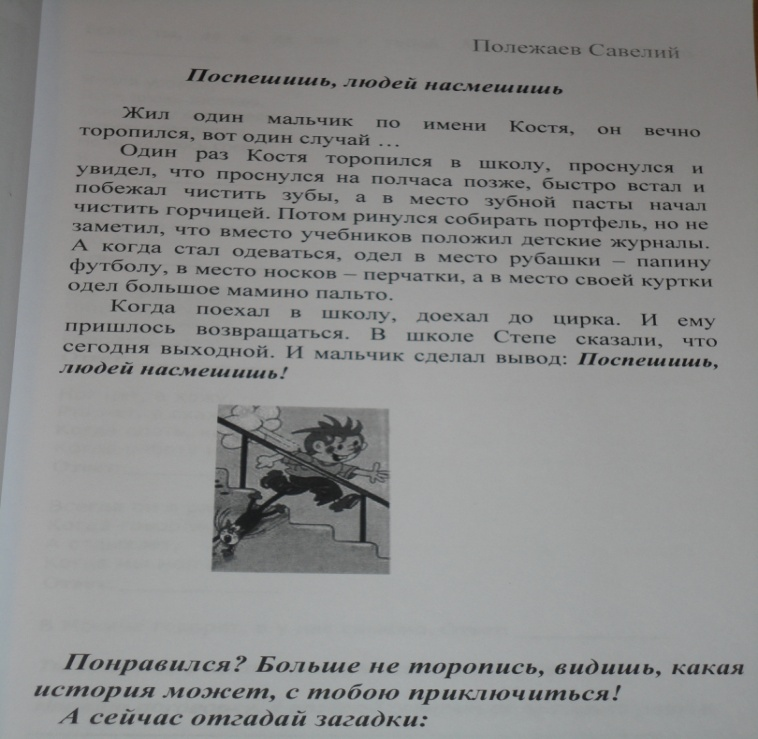 Полежаев Савелий
Поспешишь, людей насмешишь
Жил один мальчик по имени Костя, он вечно
торопился, вот один случай …
Один раз Костя торопился в школу, проснулся и
увидел, что проснулся на полчаса позже, быстро встал и
побежал чистить зубы, а в место зубной пасты начал
чистить горчицей. Потом ринулся собирать портфель, но не
заметил, что вместо учебников положил детские журналы.
А когда стал одеваться, одел в место рубашки – папину
футболу, в место носков – перчатки, а в место своей куртки
одел большое мамино пальто.
Когда поехал в школу, доехал до цирка. И ему
пришлось возвращаться. В школе Степе сказали, что
сегодня выходной. И мальчик сделал вывод: Поспешишь,
людей насмешишь!
Понравился? Больше не торопись, видишь, какая
история может, с тобою приключиться!
А сейчас отгадай загадки: